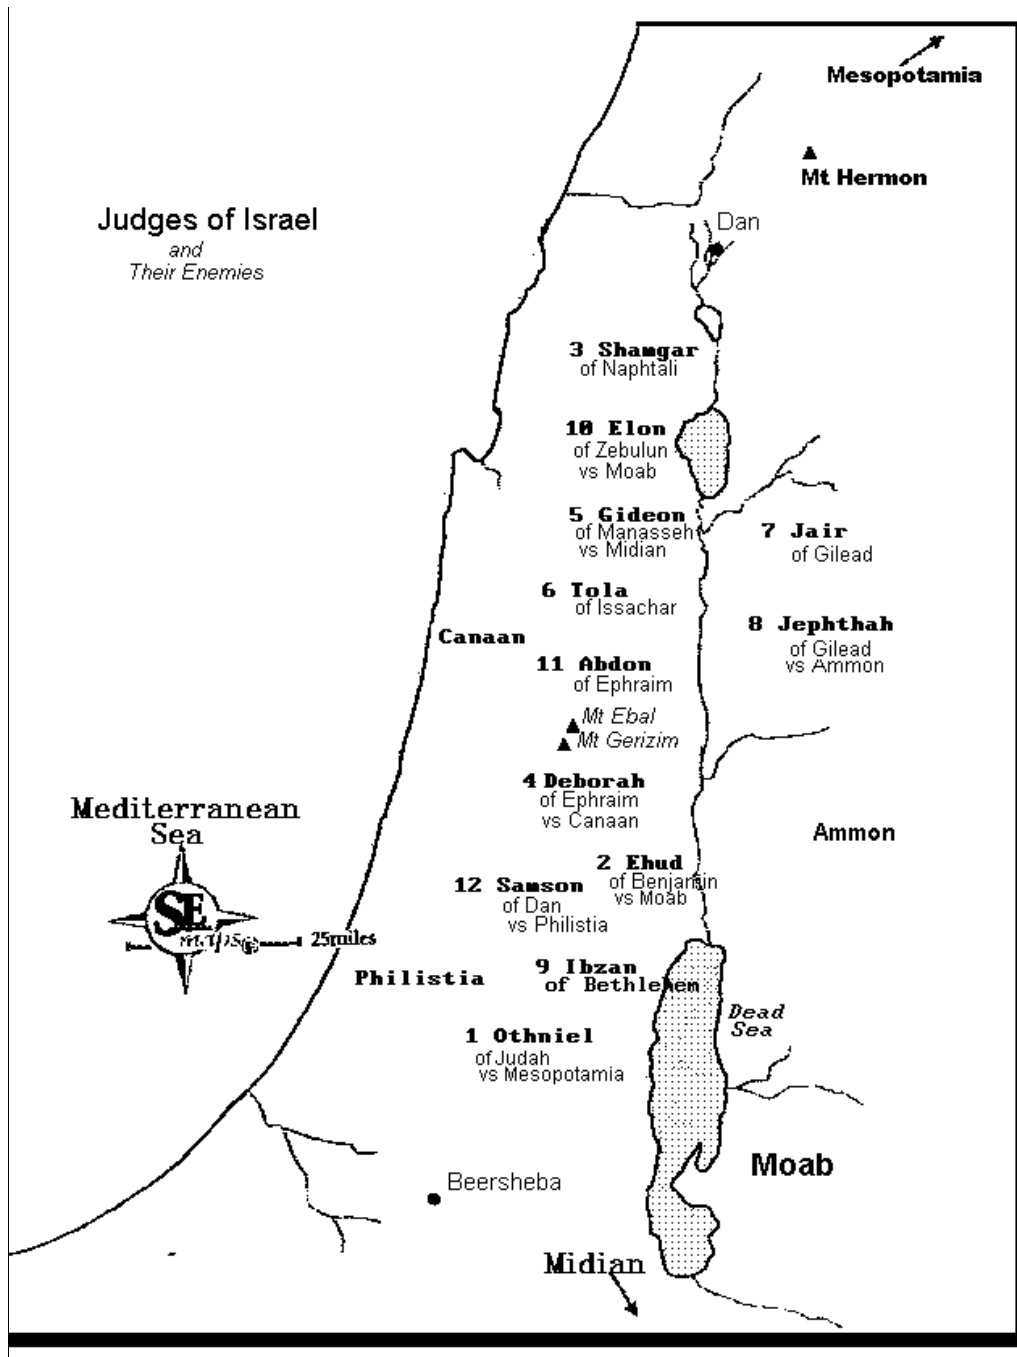 Mesopotamia
Mt Hermon
Judges of Israel
and
Their Enemies
Dan
3 Shamgar
of Naphtali
10 Elon
of Zebulun
vs Moab
5 Gideon
of Manasseh
vs Midian
7 Jair
of Gilead
6 Tola
of Issachar
8 Jephthah
of Gilead
vs Ammon
Canaan
11 Abdon
of Ephraim
Mt Ebal
Mt Gerizim
4 Deborah
of Ephraim
vs Canaan
Mediterranean
Sea
Ammon
2 Ehud
of Benjamin
vs Moab
12 Samson
of Dan
vs Philistia
SE
maps
25miles
9 Ibzan
of Bethlehem
Philistia
Dead
Sea
1 Othniel
of Judah
vs Mesopotamia
Moab
Beersheba
Midian